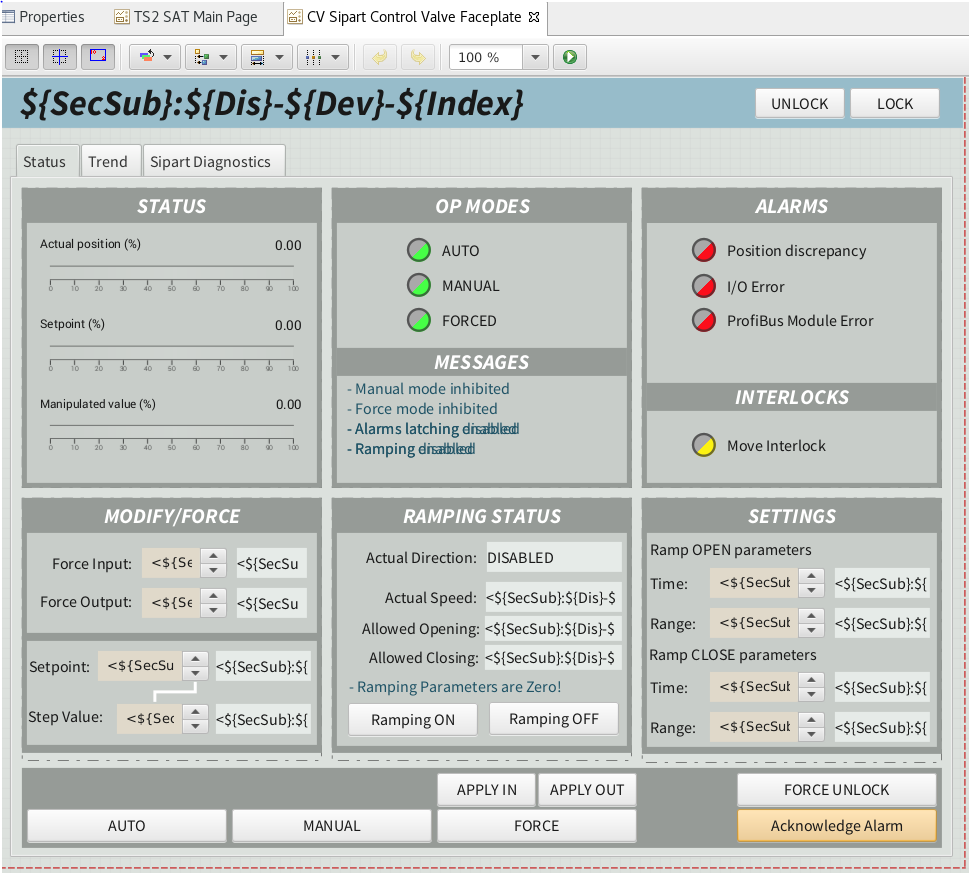 Properties TS2 SAT Main Page CV Sipart Control Valve Faceplate
100 %
${SecSub}:${Dis}-${Dev}-${Index} UNLOCK LOCK
Status Trend Sipart Diagnostics
STATUS
Actual position (%) 0.00
0 10 20 30 40 50 60 70 80 90 100
Setpoint (%) 0.00
0 10 20 30 40 50 60 70 80 90 100
Manipulated value (%) 0.00
0 10 20 30 40 50 60 70 80 90 100
OP MODES
AUTO
MANUAL
FORCED
MESSAGES
- Manual mode inhibited
- Force mode inhibited
- Alarms latching disabled
- Ramping disabled
ALARMS
Position discrepancy
I/O Error
ProfiBus Module Error
INTERLOCKS
Move Interlock
MODIFY/FORCE
Force Input: <${Se <${SecSu
Force Output: <${Se <${SecSu
Setpoint: <${SecSu <${SecSub}:${
Step Value: <${Sec <${SecSub}:${
RAMPING STATUS
Actual Direction: DISABLED
Actual Speed: <${SecSub}:${Dis}-$
Allowed Opening: <${SecSub}:${Dis}-$
Allowed Closing: <${SecSub}:${Dis}-$
- Ramping Parameters are Zero!
Ramping ON Ramping OFF
SETTINGS
Ramp OPEN parameters
Time: <${SecSub <${SecSub}:${
Range: <${SecSub <${SecSub}:${
Ramp CLOSE parameters
Time: <${SecSub <${SecSub}:${
Range: <${SecSub <${SecSub}:${
APPLY IN APPLY OUT FORCE UNLOCK
AUTO MANUAL FORCE Acknowledge Alarm